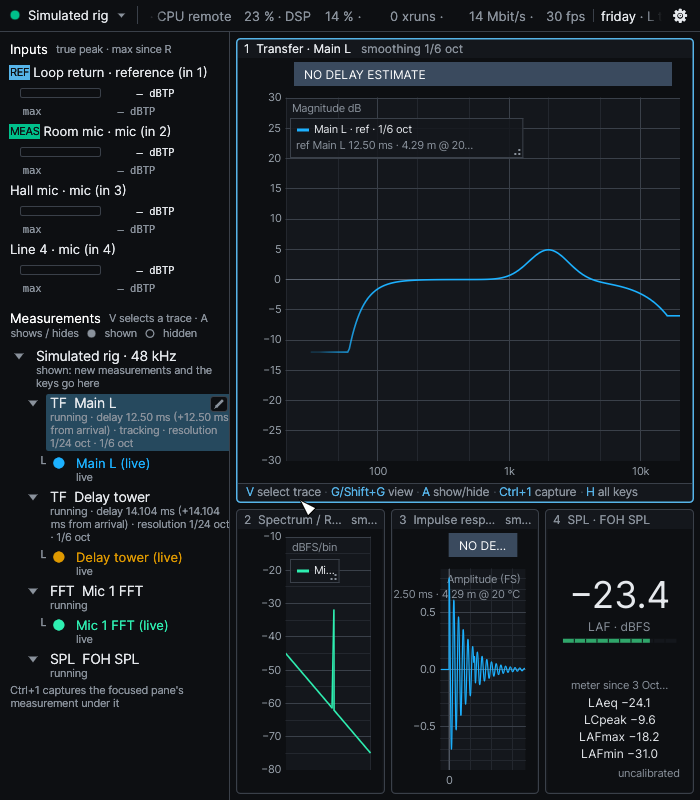 Simulated rig
CPU remote 23 % · DSP 14 % · 0 xruns · 14 Mbit/s · 30 fps friday · L
Inputs true peak · max since R
REF Loop return · reference (in 1)
— dBTP
max — dBTP
MEAS Room mic · mic (in 2)
— dBTP
max — dBTP
Hall mic · mic (in 3)
— dBTP
max — dBTP
Line 4 · mic (in 4)
— dBTP
max — dBTP
Measurements V selects a trace · A
shows / hides shown hidden
Simulated rig · 48 kHz
shown: new measurements and the
keys go here
TF Main L
running · delay 12.50 ms (+12.50 ms
from arrival) · tracking · resolution
1/24 oct · 1/6 oct
Main L (live)
live
TF Delay tower
running · delay 14.104 ms (+14.104
ms from arrival) · resolution 1/24 oct
· 1/6 oct
Delay tower (live)
live
FFT Mic 1 FFT
running
Mic 1 FFT (live)
live
SPL FOH SPL
running
Ctrl+1 captures the focused pane's
measurement under it
1 Transfer · Main L smoothing 1/6 oct
NO DELAY ESTIMATE
Magnitude dB
Main L · ref · 1/6 oct
ref Main L 12.50 ms · 4.29 m @ 20...
30
25
20
15
10
5
0
−5
−10
−15
−20
−25
−30
100 1k 10k
V select trace · G/Shift+G view · A show/hide · Ctrl+1 capture · H all keys
2 Spectrum / R... sm...
dBFS/bin
Mi...
−10
−20
−30
−40
−50
−60
−70
−80
3 Impulse resp... sm...
NO DE...
Amplitude (FS)
2.50 ms · 4.29 m @ 20 °C
0.5
0.0
−0.5
0
4 SPL · FOH SPL
−23.4
LAF · dBFS
meter since 3 Oct...
LAeq −24.1
LCpeak −9.6
LAFmax −18.2
LAFmin −31.0
uncalibrated